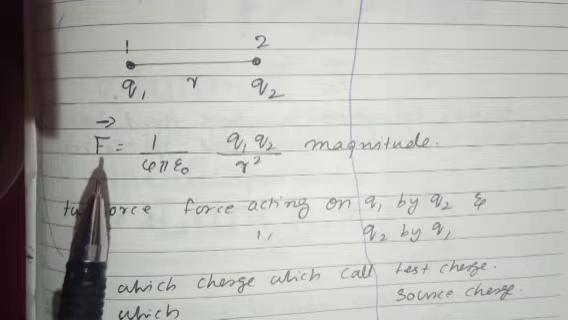 1 2
q₁ r q₂
F⃗ = 1/4πε₀ q₁q₂/r² magnitude.
force force acting on q₁ by q₂ &
,, q₂ by q₁
which charge which call test charge.
source charge.
which